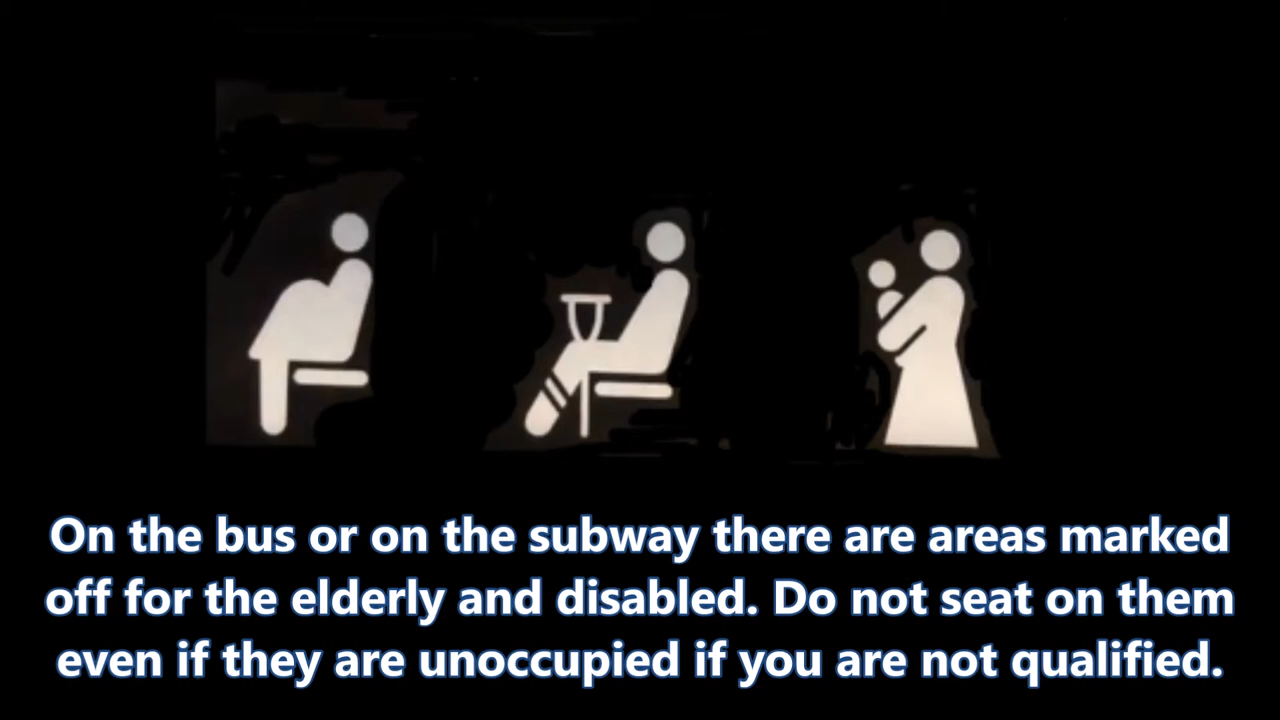 On the bus or on the subway there are areas marked
off for the elderly and disabled. Do not seat on them
even if they are unoccupied if you are not qualified.